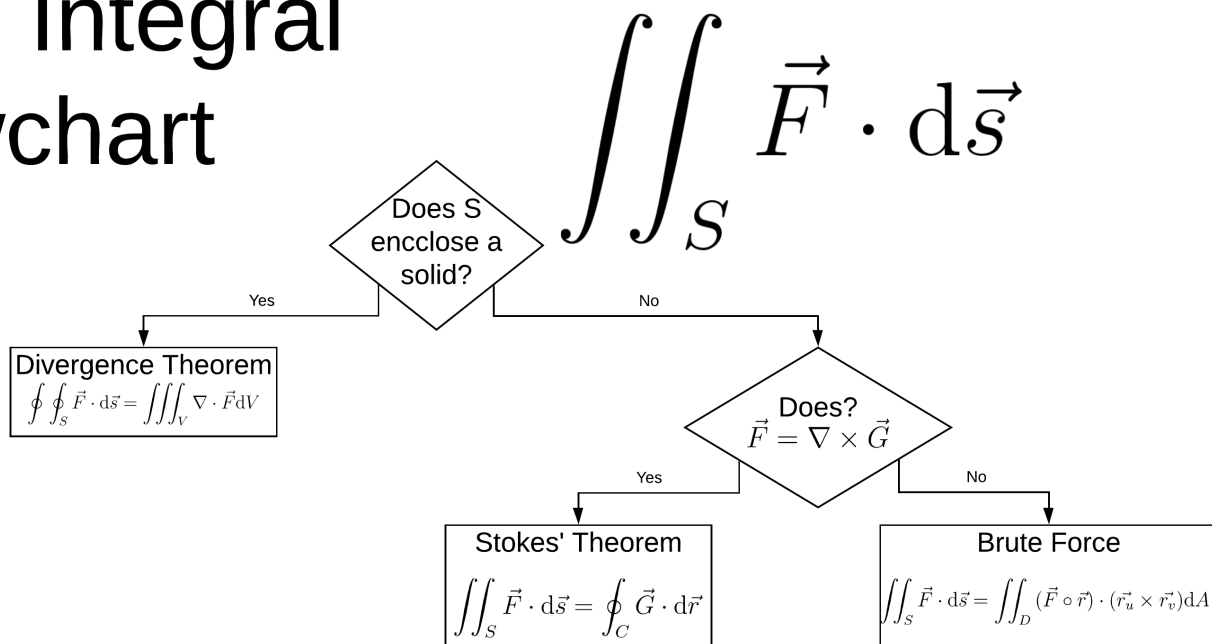 Integral
chart
∬_S F⃗ · ds⃗
Does S
encclose a
solid?
Yes
No
Divergence Theorem
∮∮_S F⃗ · ds⃗ = ∭_V ∇ · F⃗dV
Does?
F⃗ = ∇ × G⃗
Yes
No
Stokes' Theorem
∬_S F⃗ · ds⃗ = ∮_C G⃗ · dr⃗
Brute Force
∬_S F⃗ · ds⃗ = ∬_D (F⃗ ∘ r⃗) · (r⃗_u × r⃗_v)dA